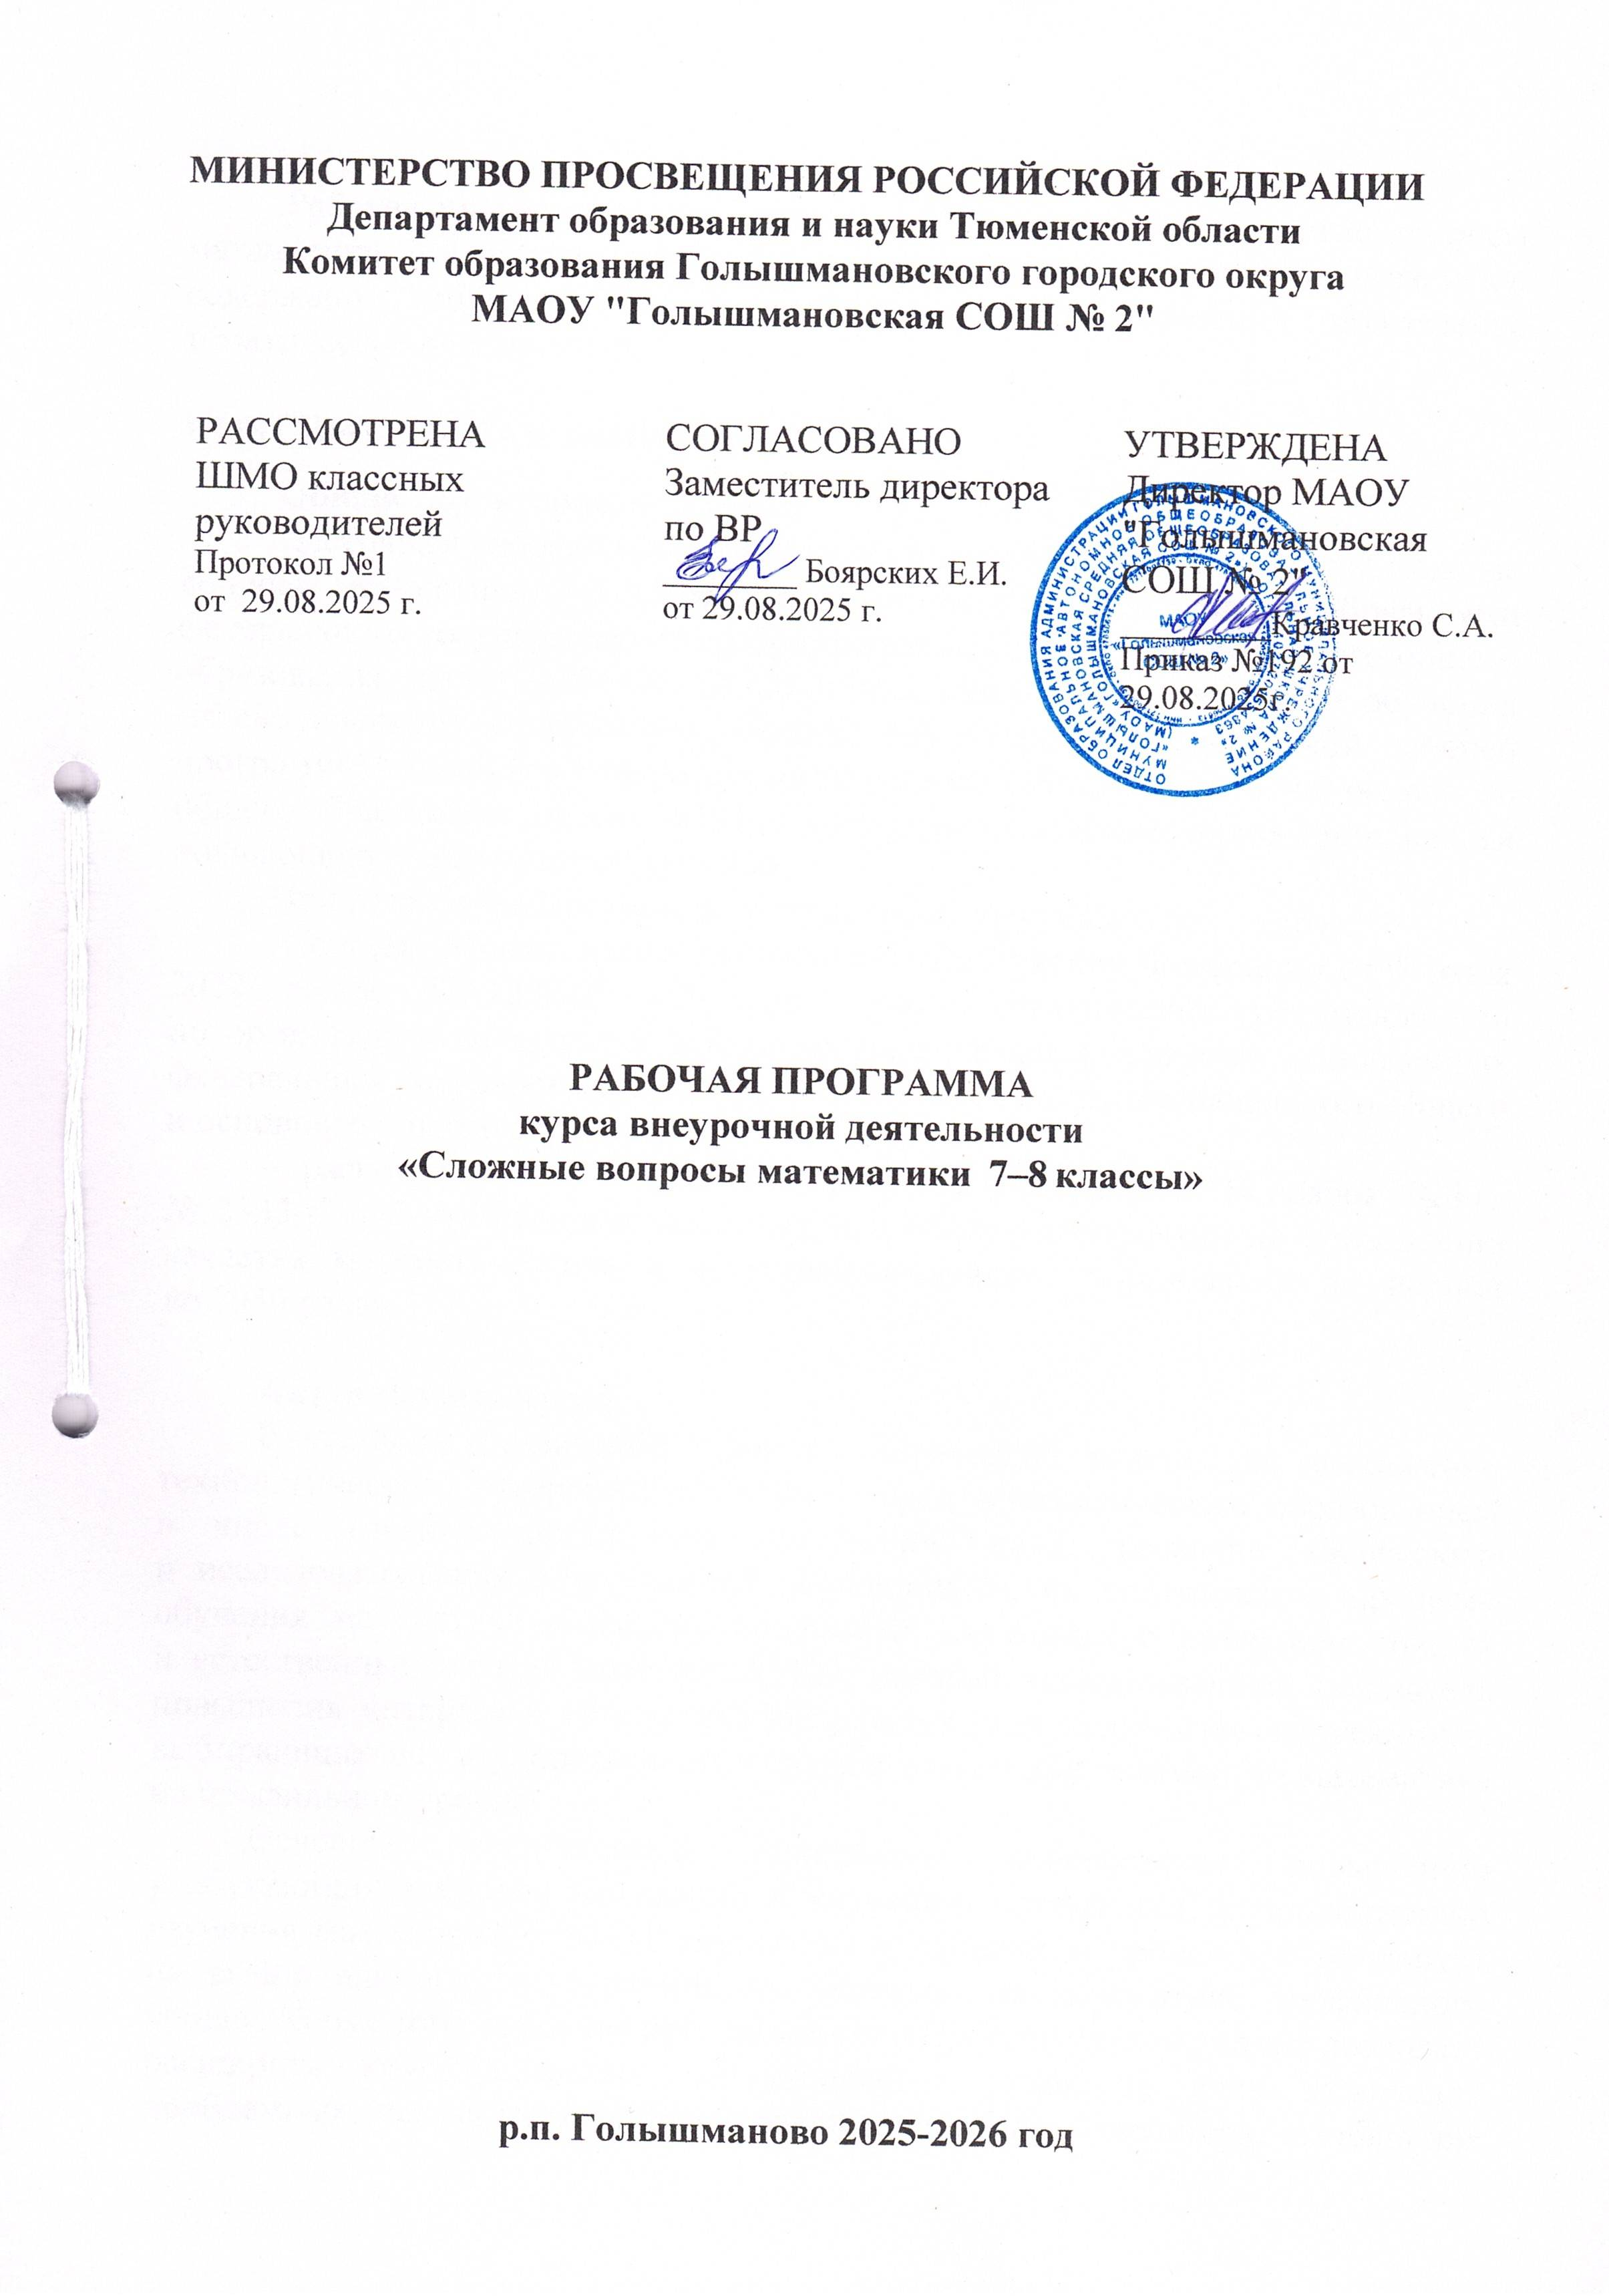 МИНИСТЕРСТВО ПРОСВЕЩЕНИЯ РОССИЙСКОЙ ФЕДЕРАЦИИ
Департамент образования и науки Тюменской области
Комитет образования Голышмановского городского округа
МАОУ "Голышмановская СОШ № 2"
РАССМОТРЕНА
ШМО классных
руководителей
Протокол №1
от 29.08.2025 г.
СОГЛАСОВАНО
Заместитель директора
по ВР
________ Боярских Е.И.
от 29.08.2025 г.
УТВЕРЖДЕНА
Директор МАОУ
"Голышмановская
СОШ № 2"
_________Кравченко С.А.
Приказ №192 от
29.08.2025г.
РАБОЧАЯ ПРОГРАММА
курса внеурочной деятельности
«Сложные вопросы математики 7–8 классы»
р.п. Голышманово 2025-2026 год